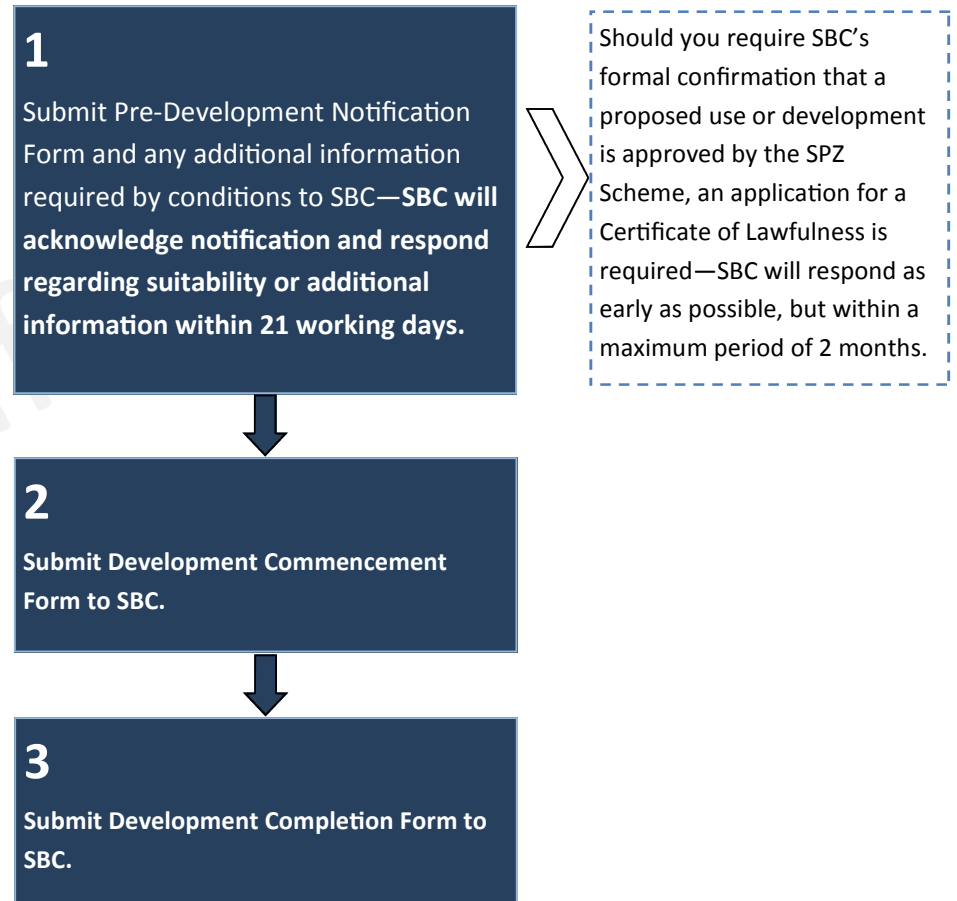 1
Submit Pre-Development Notification
Form and any additional information
required by conditions to SBC—SBC will
acknowledge notification and respond
regarding suitability or additional
information within 21 working days.
Should you require SBC’s
formal confirmation that a
proposed use or development
is approved by the SPZ
Scheme, an application for a
Certificate of Lawfulness is
required—SBC will respond as
early as possible, but within a
maximum period of 2 months.
2
Submit Development Commencement
Form to SBC.
3
Submit Development Completion Form to
SBC.